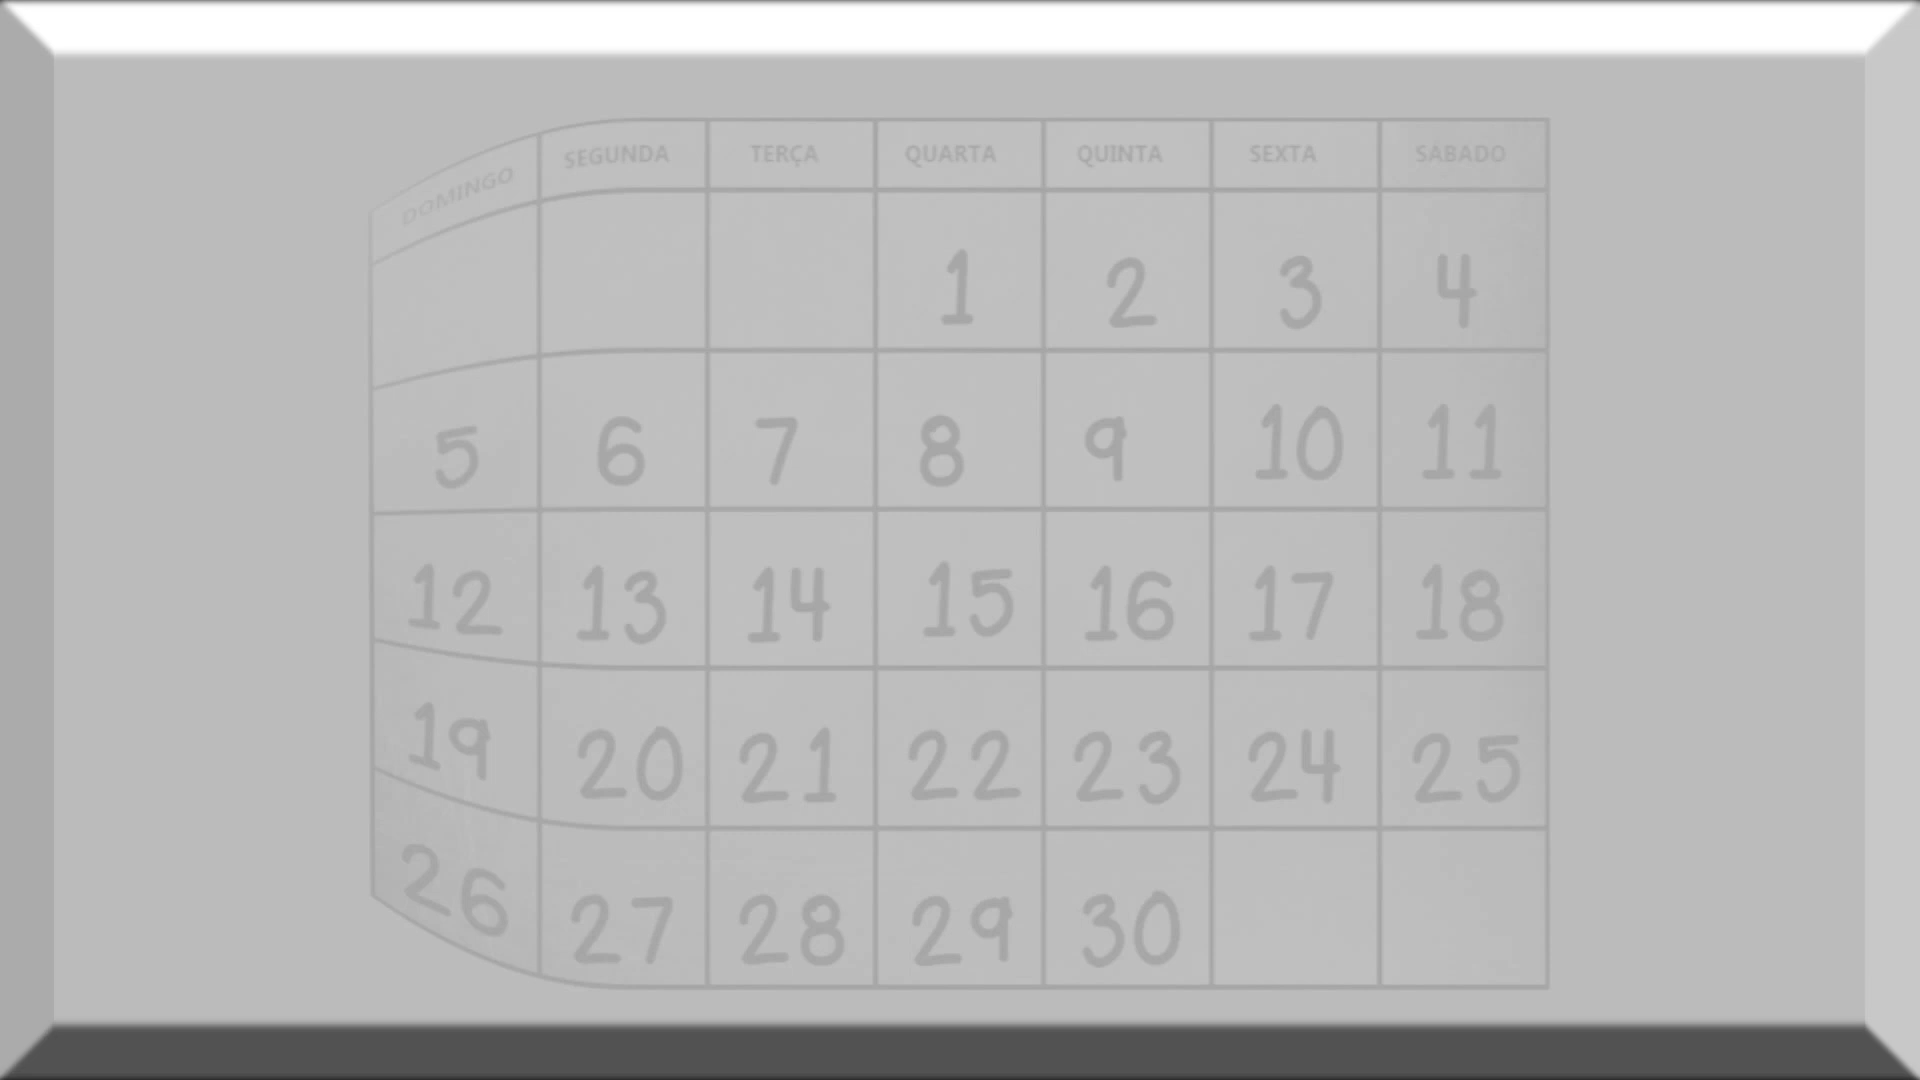 DOMINGO SEGUNDA TERÇA QUARTA QUINTA SEXTA SÁBADO
1 2 3 4
5 6 7 8 9 10 11
12 13 14 15 16 17 18
19 20 21 22 23 24 25
26 27 28 29 30